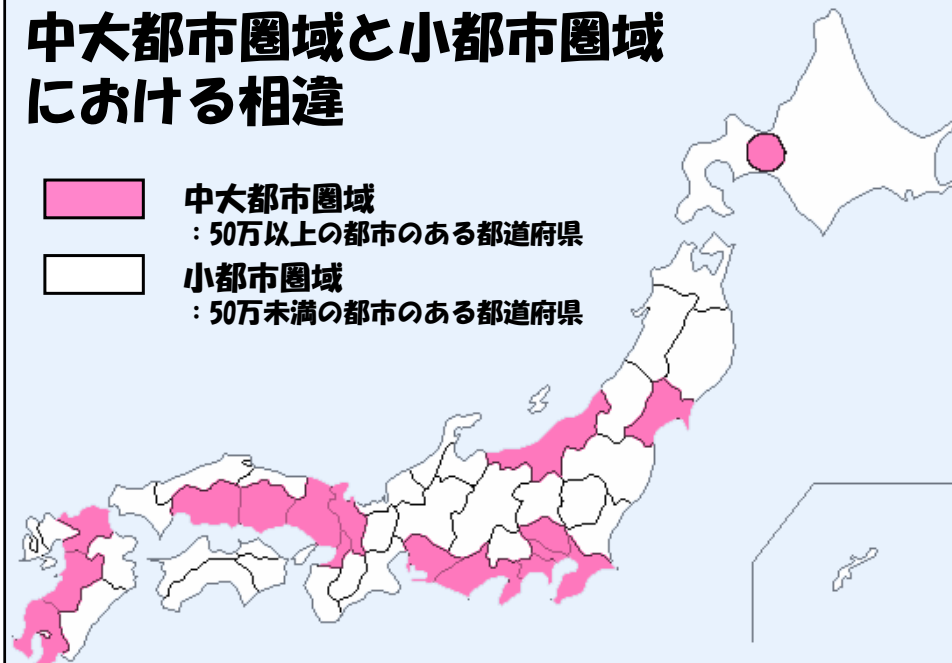 中大都市圏域と小都市圏域
における相違
中大都市圏域
：50万以上の都市のある都道府県
小都市圏域
：50万未満の都市のある都道府県